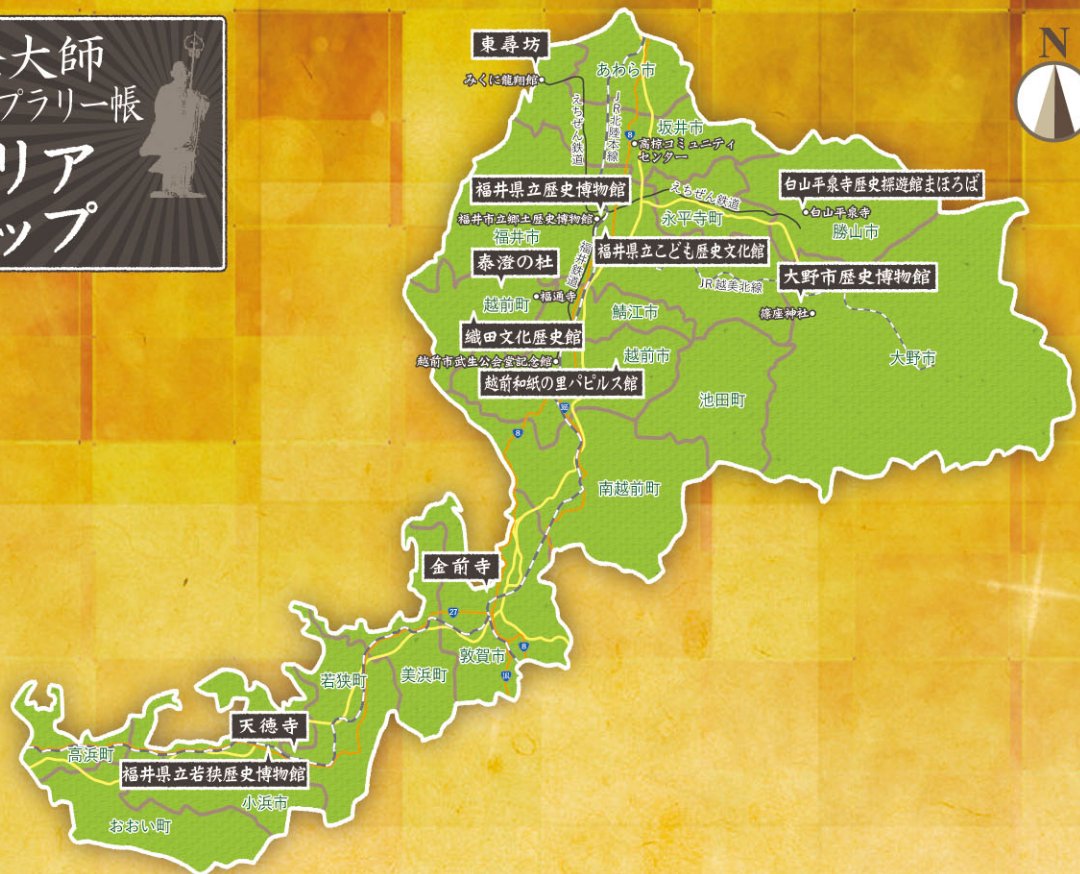 大師
プラリー帳
リア
ップ
N
東尋坊
みくに龍翔館
あわら市
えちぜん鉄道
JR北陸本線
8
坂井市
高椋コミュニティ
センター
福井県立歴史博物館
えちぜん鉄道
白山平泉寺歴史探遊館まほろば
福井市立郷土歴史博物館
永平寺町
白山平泉寺
勝山市
福井市
福井県立こども歴史文化館
泰澄の杜
福井鉄道
JR越美北線
大野市歴史博物館
越前町
福通寺
鯖江市
篠座神社
織田文化歴史館
越前市武生公会堂記念館
越前市
大野市
越前和紙の里パピルス館
池田町
8
南越前町
金前寺
27
8
敦賀市
美浜町
若狭町
天徳寺
高浜町
福井県立若狭歴史博物館
小浜市
おおい町